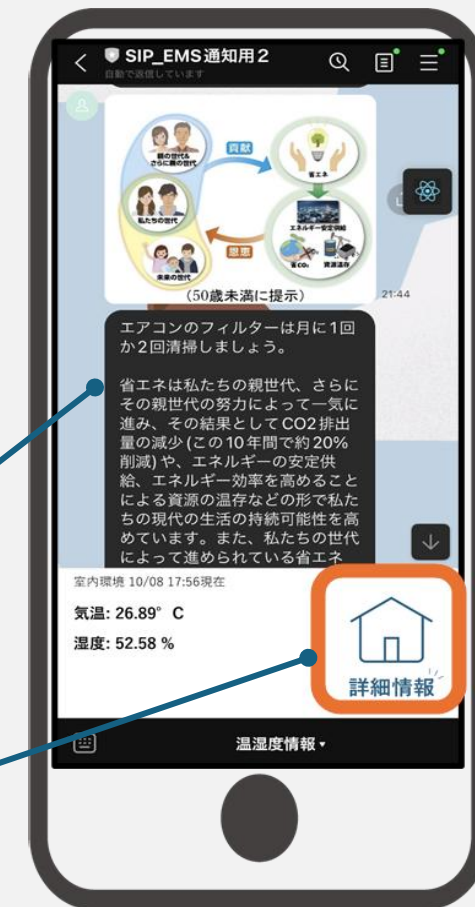 SIP_EMS通知用2
自動で返信しています
親の世代&
さらに親の世代
私たちの世代
未来の世代
貢献
恩恵
省エネ
エネルギー安定供給
省CO₂ 資源温存
(50歳未満に提示)
21:44
エアコンのフィルターは月に1回
か2回清掃しましょう。
省エネは私たちの親世代、さらに
その親世代の努力によって一気に
進み、その結果としてCO2排出
量の減少(この10年間で約20%
削減)や、エネルギーの安定供
給、エネルギー効率を高めること
による資源の温存などの形で私た
ちの現代の生活の持続可能性を高
めています。また、私たちの世代
によって進められている省エネ
室内環境 10/08 17:56現在
気温: 26.89° C
湿度: 52.58 %
詳細情報
温湿度情報▾